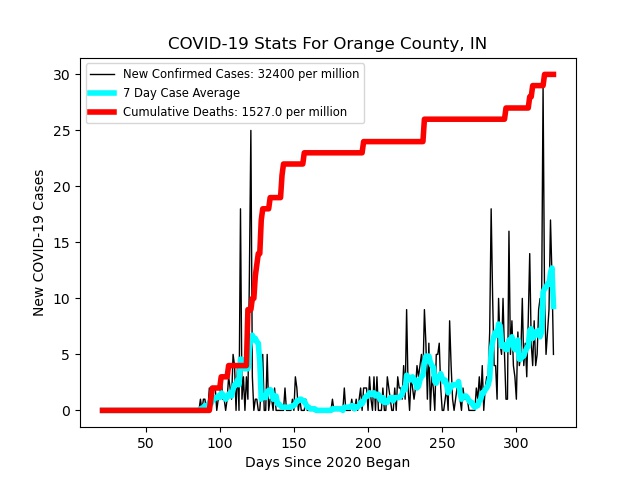 COVID-19 Stats For Orange County, IN
New Confirmed Cases: 32400 per million
7 Day Case Average
Cumulative Deaths: 1527.0 per million
New COVID-19 Cases
30
25
20
15
10
5
0
50
100
150
200
250
300
Days Since 2020 Began